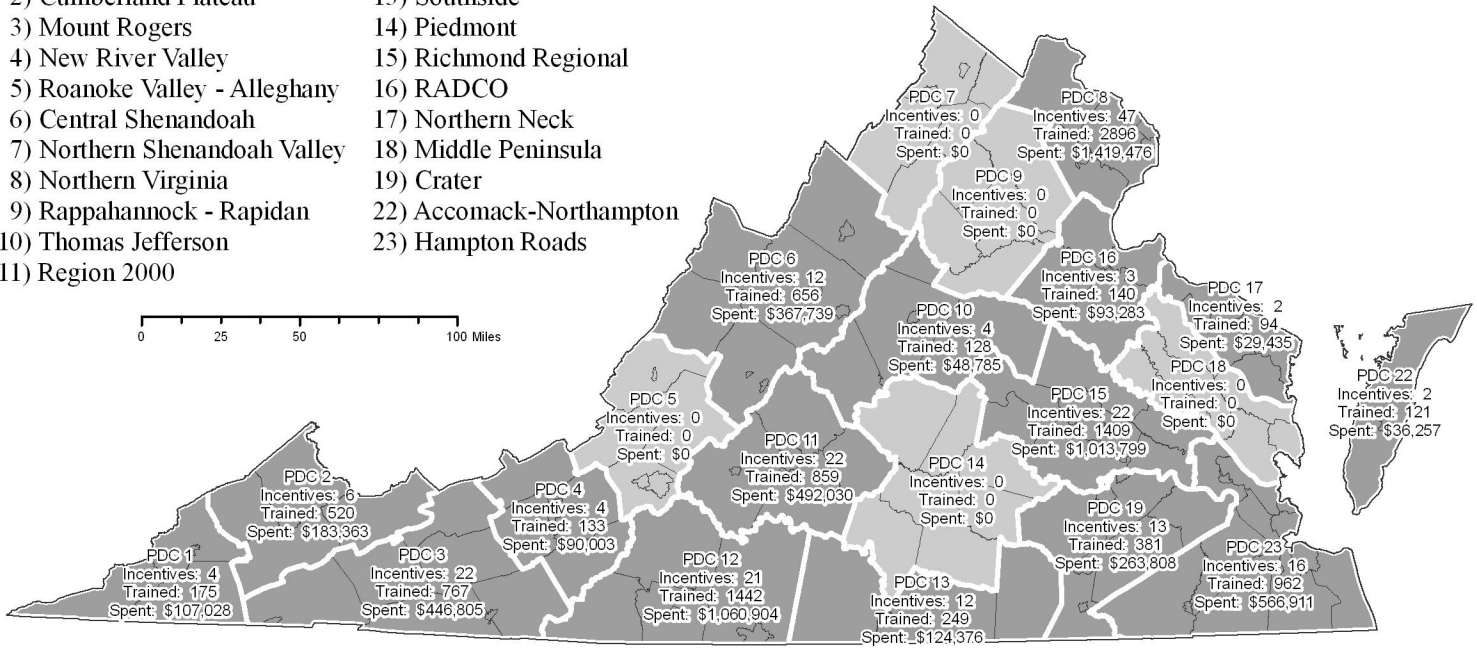 2) Cumberland Plateau
3) Mount Rogers
4) New River Valley
5) Roanoke Valley - Alleghany
6) Central Shenandoah
7) Northern Shenandoah Valley
8) Northern Virginia
9) Rappahannock - Rapidan
10) Thomas Jefferson
11) Region 2000
13) Southside
14) Piedmont
15) Richmond Regional
16) RADCO
17) Northern Neck
18) Middle Peninsula
19) Crater
22) Accomack-Northampton
23) Hampton Roads
0 25 50 100 Miles
PDC 7
Incentives: 0
Trained: 0
Spent: $0
PDC 8
Incentives: 47
Trained: 2896
Spent: $1,419,476
PDC 9
Incentives: 0
Trained: 0
Spent: $0
PDC 6
Incentives: 12
Trained: 656
Spent: $367,739
PDC 16
Incentives: 3
Trained: 140
Spent: $93,283
PDC 17
Incentives: 2
Trained: 94
Spent: $29,435
PDC 10
Incentives: 4
Trained: 128
Spent: $48,785
PDC 18
Incentives: 0
Trained: 0
Spent: $0
PDC 22
Incentives: 2
Trained: 121
Spent: $36,257
PDC 5
Incentives: 0
Trained: 0
Spent: $0
PDC 15
Incentives: 22
Trained: 1409
Spent: $1,013,799
PDC 11
Incentives: 22
Trained: 859
Spent: $492,030
PDC 14
Incentives: 0
Trained: 0
Spent: $0
PDC 2
Incentives: 6
Trained: 520
Spent: $183,363
PDC 4
Incentives: 4
Trained: 133
Spent: $90,003
PDC 19
Incentives: 13
Trained: 381
Spent: $263,808
PDC 1
Incentives: 4
Trained: 175
Spent: $107,028
PDC 3
Incentives: 22
Trained: 767
Spent: $446,805
PDC 12
Incentives: 21
Trained: 1442
Spent: $1,060,904
PDC 13
Incentives: 12
Trained: 249
Spent: $124,376
PDC 23
Incentives: 16
Trained: 962
Spent: $566,911